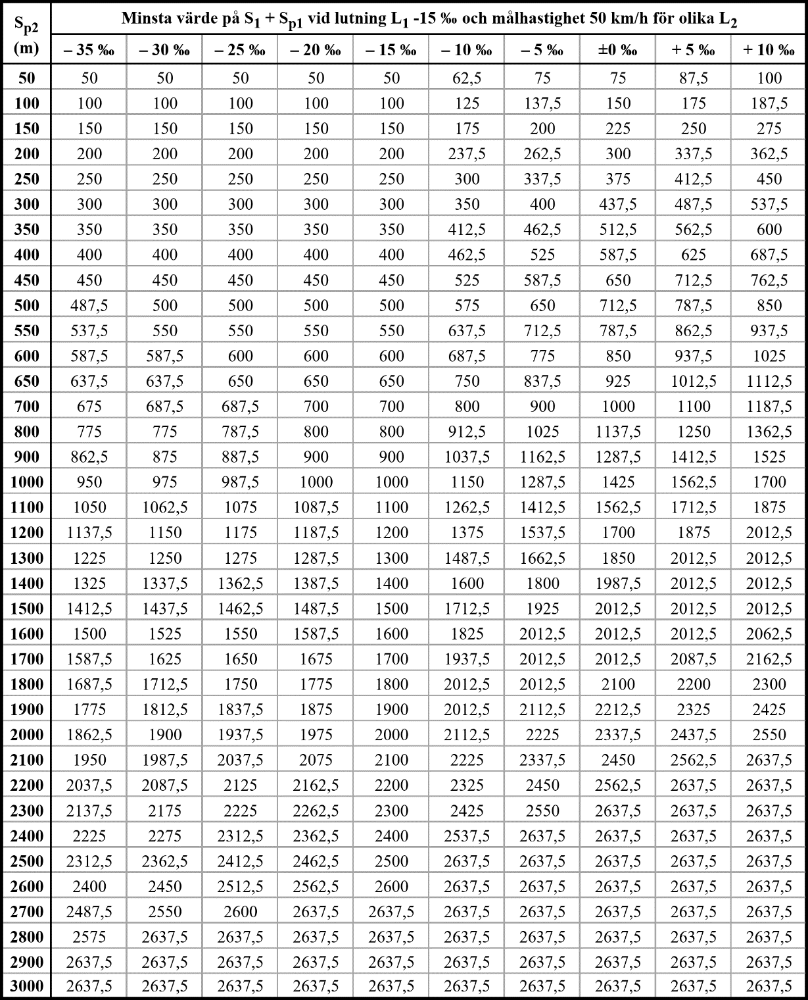 Sp2 (m) Minsta värde på S1 + Sp1 vid lutning L1 -15 ‰ och målhastighet 50 km/h för olika L2
– 35 ‰ – 30 ‰ – 25 ‰ – 20 ‰ – 15 ‰ – 10 ‰ – 5 ‰ ±0 ‰ + 5 ‰ + 10 ‰
50 50 50 50 50 50 62,5 75 75 87,5 100
100 100 100 100 100 100 125 137,5 150 175 187,5
150 150 150 150 150 150 175 200 225 250 275
200 200 200 200 200 200 237,5 262,5 300 337,5 362,5
250 250 250 250 250 250 300 337,5 375 412,5 450
300 300 300 300 300 300 350 400 437,5 487,5 537,5
350 350 350 350 350 350 412,5 462,5 512,5 562,5 600
400 400 400 400 400 400 462,5 525 587,5 625 687,5
450 450 450 450 450 450 525 587,5 650 712,5 762,5
500 487,5 500 500 500 500 575 650 712,5 787,5 850
550 537,5 550 550 550 550 637,5 712,5 787,5 862,5 937,5
600 587,5 587,5 600 600 600 687,5 775 850 937,5 1025
650 637,5 637,5 650 650 650 750 837,5 925 1012,5 1112,5
700 675 687,5 687,5 700 700 800 900 1000 1100 1187,5
800 775 775 787,5 800 800 912,5 1025 1137,5 1250 1362,5
900 862,5 875 887,5 900 900 1037,5 1162,5 1287,5 1412,5 1525
1000 950 975 987,5 1000 1000 1150 1287,5 1425 1562,5 1700
1100 1050 1062,5 1075 1087,5 1100 1262,5 1412,5 1562,5 1712,5 1875
1200 1137,5 1150 1175 1187,5 1200 1375 1537,5 1700 1875 2012,5
1300 1225 1250 1275 1287,5 1300 1487,5 1662,5 1850 2012,5 2012,5
1400 1325 1337,5 1362,5 1387,5 1400 1600 1800 1987,5 2012,5 2012,5
1500 1412,5 1437,5 1462,5 1487,5 1500 1712,5 1925 2012,5 2012,5 2012,5
1600 1500 1525 1550 1587,5 1600 1825 2012,5 2012,5 2012,5 2062,5
1700 1587,5 1625 1650 1675 1700 1937,5 2012,5 2012,5 2087,5 2162,5
1800 1687,5 1712,5 1750 1775 1800 2012,5 2012,5 2100 2200 2300
1900 1775 1812,5 1837,5 1875 1900 2012,5 2112,5 2212,5 2325 2425
2000 1862,5 1900 1937,5 1975 2000 2112,5 2225 2337,5 2437,5 2550
2100 1950 1987,5 2037,5 2075 2100 2225 2337,5 2450 2562,5 2637,5
2200 2037,5 2087,5 2125 2162,5 2200 2325 2450 2562,5 2637,5 2637,5
2300 2137,5 2175 2225 2262,5 2300 2425 2550 2637,5 2637,5 2637,5
2400 2225 2275 2312,5 2362,5 2400 2537,5 2637,5 2637,5 2637,5 2637,5
2500 2312,5 2362,5 2412,5 2462,5 2500 2637,5 2637,5 2637,5 2637,5 2637,5
2600 2400 2450 2512,5 2562,5 2600 2637,5 2637,5 2637,5 2637,5 2637,5
2700 2487,5 2550 2600 2637,5 2637,5 2637,5 2637,5 2637,5 2637,5 2637,5
2800 2575 2637,5 2637,5 2637,5 2637,5 2637,5 2637,5 2637,5 2637,5 2637,5
2900 2637,5 2637,5 2637,5 2637,5 2637,5 2637,5 2637,5 2637,5 2637,5 2637,5
3000 2637,5 2637,5 2637,5 2637,5 2637,5 2637,5 2637,5 2637,5 2637,5 2637,5